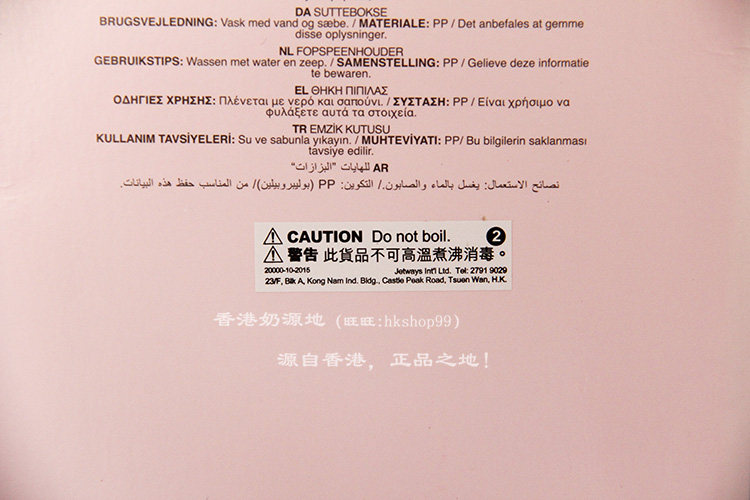 DA SUTTEBOKSE
BRUGSVEJLEDNING: Vask med vand og sæbe. / MATERIALE: PP / Det anbefales at gemme
disse oplysninger.
NL FOPSPEENHOUDER
GEBRUIKSTIPS: Wassen met water en zeep. / SAMENSTELLING: PP / Gelieve deze informatie
te bewaren.
EL ΘΗΚΗ ΠΙΠΙΛΑΣ
ΟΔΗΓΙΕΣ ΧΡΗΣΗΣ: Πλένεται με νερό και σαπούνι. / ΣΥΣΤΑΣΗ: PP / Είναι χρήσιμο να
φυλάξετε αυτά τα στοιχεία.
TR EMZİK KUTUSU
KULLANIM TAVSİYELERİ: Su ve sabunla yıkayın. / MUHTEVİYATI: PP/ Bu bilgilerin saklanması
tavsiye edilir.
AR للهايات "البزازات"
نصائح الاستعمال: يغسل بالماء والصابون./ التكوين: PP (بوليبروبيلين)/ من المناسب حفظ هذه البيانات.
CAUTION Do not boil. 2
警告 此貨品不可高溫煮沸消毒。
20000-10-2015 Jetways Int'l Ltd. Tel: 2791 9029
23/F, Blk A, Kong Nam Ind. Bldg., Castle Peak Road, Tsuen Wan, H.K.
香港奶源地 (旺旺:hkshop99)
源自香港，正品之地!